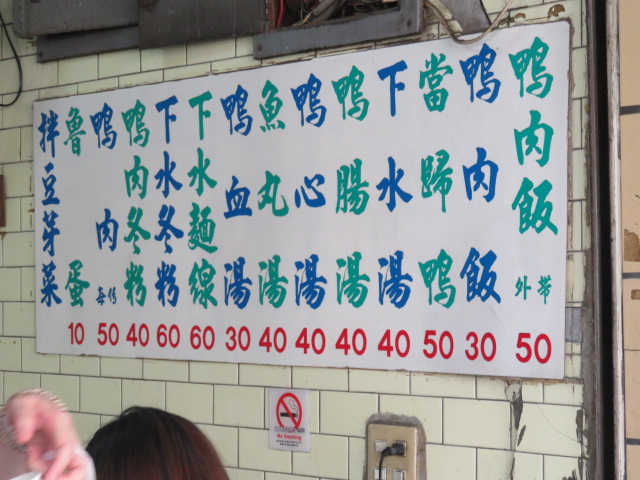 鴨肉飯 外帶 50
鴨肉飯 30
當歸鴨 50
下水湯 40
鴨腸湯 40
鴨心湯 40
魚丸湯 40
鴨血湯 30
下水麵線 60
下水冬粉 60
鴨肉冬粉 40
鴨肉 每份 50
魯蛋 10
拌豆芽菜
No Smoking